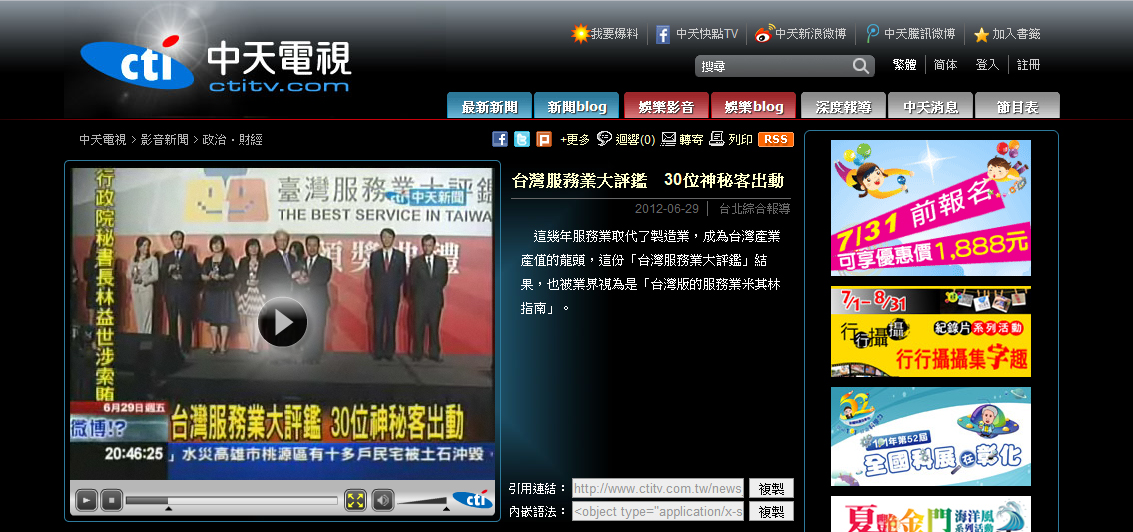 cti 中天電視
ctitv.com
我要爆料
中天快點TV
中天新浪微博
中天騰訊微博
加入書籤
搜尋
繁體
简体
登入
註冊
最新新聞
新聞blog
娛樂影音
娛樂blog
深度報導
中天消息
節目表
中天電視 > 影音新聞 > 政治・財經
+更多
迴響(0)
轉寄
列印
RSS
行政院秘書長林益世涉索賄
臺灣服務業大評鑑
THE BEST SERVICE IN TAIWA
cti 中天新聞
頒獎典禮
6月29日週五
微博!?
台灣服務業大評鑑 30位神秘客出動
20:46:25
」水災高雄市桃源區有十多戶民宅被土石沖毀,
cti
台灣服務業大評鑑 30位神秘客出動
2012-06-29 │ 台北綜合報導
這幾年服務業取代了製造業,成為台灣產業
產值的龍頭,這份「台灣服務業大評鑑」結
果,也被業界視為是「台灣版的服務業米其林
指南」。
引用連結:
http://www.ctitv.com.tw/news
複製
內嵌語法:
<object type="application/x-s
複製
7/31 前報名
可享優惠價1,888元
7/1-8/31
行行攝攝
紀錄片系列活動
行行攝攝集字趣
52
101年第52屆
全國科展在彰化
夏艷金門
海洋風
系列活動